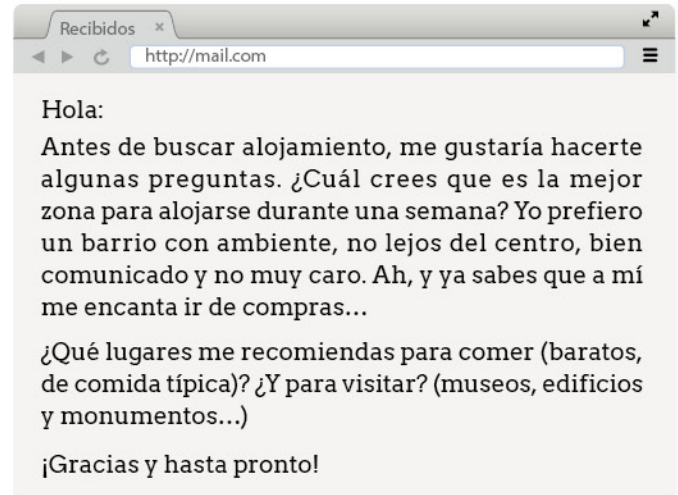 Recibidos ×
http://mail.com
Hola:
Antes de buscar alojamiento, me gustaría hacerte
algunas preguntas. ¿Cuál crees que es la mejor
zona para alojarse durante una semana? Yo prefiero
un barrio con ambiente, no lejos del centro, bien
comunicado y no muy caro. Ah, y ya sabes que a mí
me encanta ir de compras…
¿Qué lugares me recomiendas para comer (baratos,
de comida típica)? ¿Y para visitar? (museos, edificios
y monumentos…)
¡Gracias y hasta pronto!